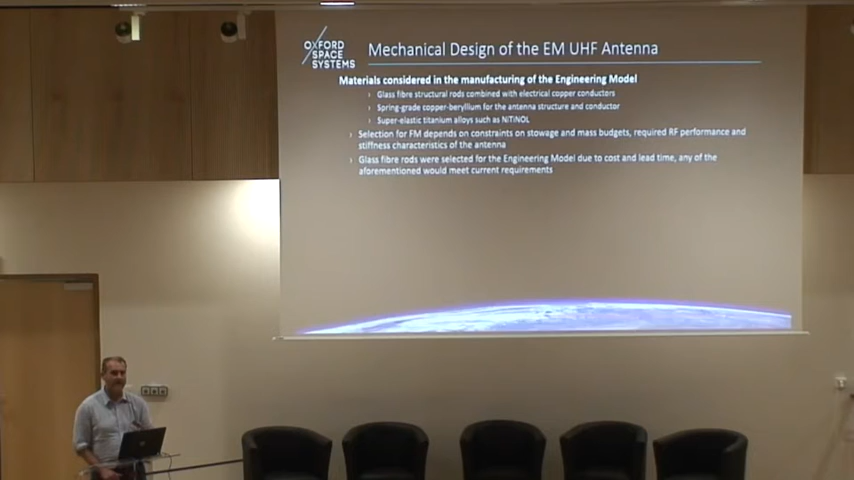 OXFORD
SPACE
SYSTEMS
Mechanical Design of the EM UHF Antenna
Materials considered in the manufacturing of the Engineering Model
› Glass fibre structural rods combined with electrical copper conductors
› Spring-grade copper-beryllium for the antenna structure and conductor
› Super-elastic titanium alloys such as NiTiNOL
› Selection for FM depends on constraints on stowage and mass budgets, required RF performance and
stiffness characteristics of the antenna
› Glass fibre rods were selected for the Engineering Model due to cost and lead time, any of the
aforementioned would meet current requirements